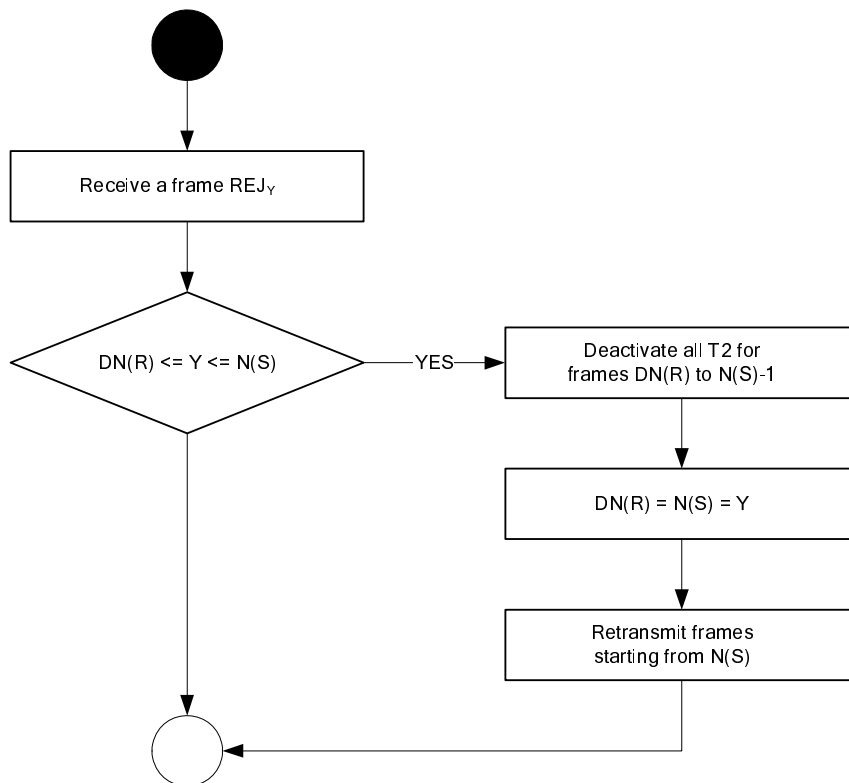 Receive a frame REJY
DN(R) <= Y <= N(S)
YES
Deactivate all T2 for
frames DN(R) to N(S)-1
DN(R) = N(S) = Y
Retransmit frames
starting from N(S)